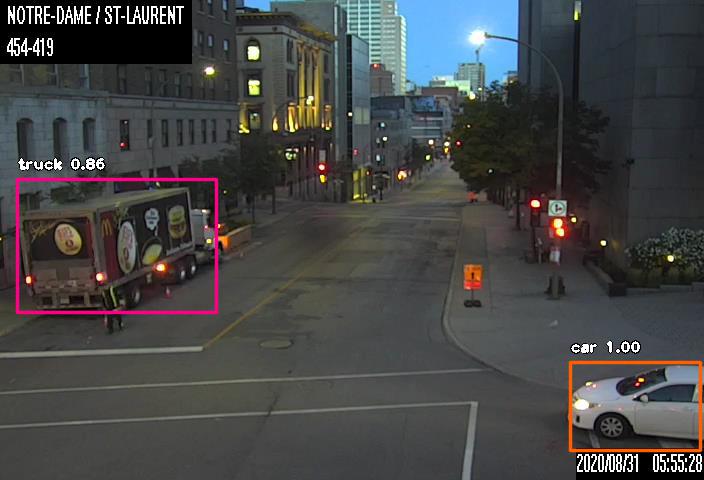 NOTRE-DAME / ST-LAURENT
454-419
truck 0.86
car 1.00
2020/08/31 05:55:28